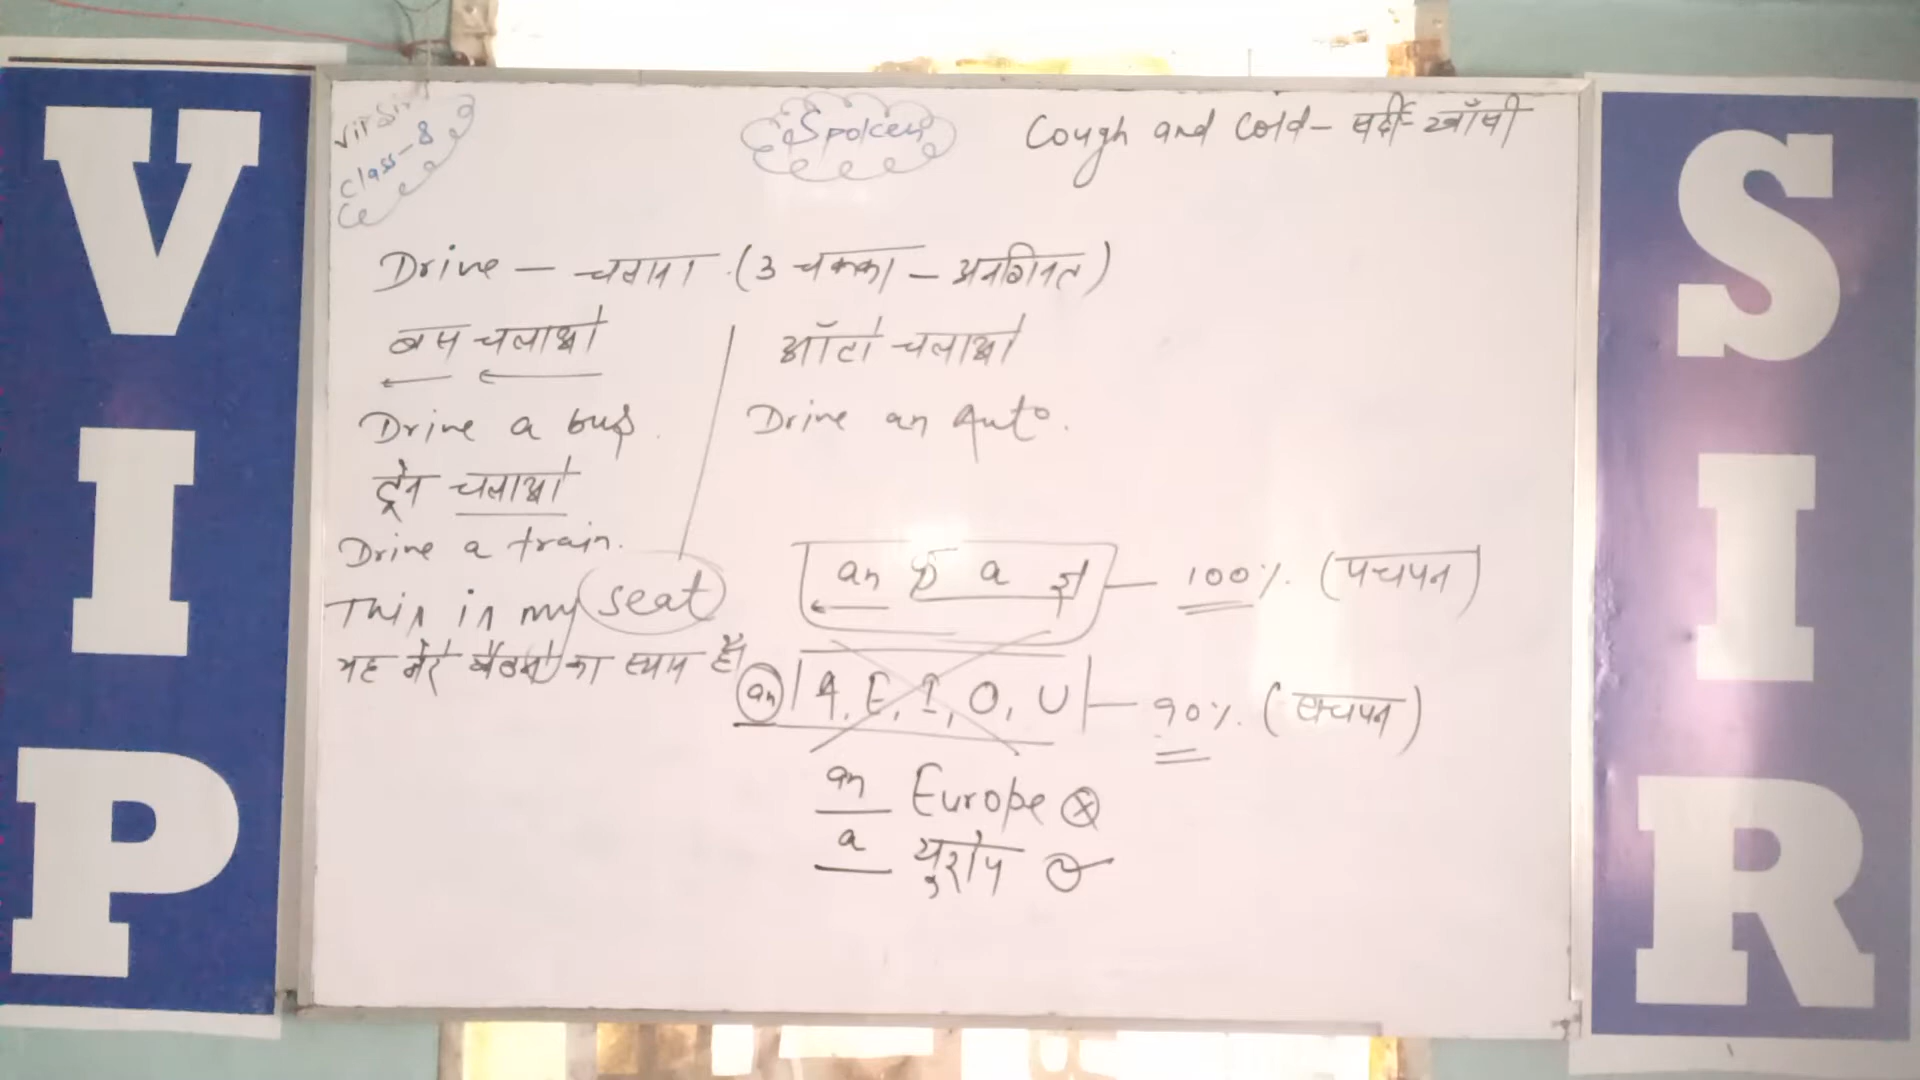 VIP
SIR
VIP Sir
Class-8
Spoken
Cough and Cold - सर्दी-खाँसी
Drive - चलाना (3 चक्का - अनगिनत)
बस चलाओ
Drive a bus.
ट्रेन चलाओ
Drive a train.
This is my seat
यह मेरे बैठने का स्थान है।
ऑटो चलाओ
Drive an Auto.
an a ज्ञ - 100% (पचपन)
an A, E, I, O, U - 90% (बचपन)
an Europe
a यूरोप